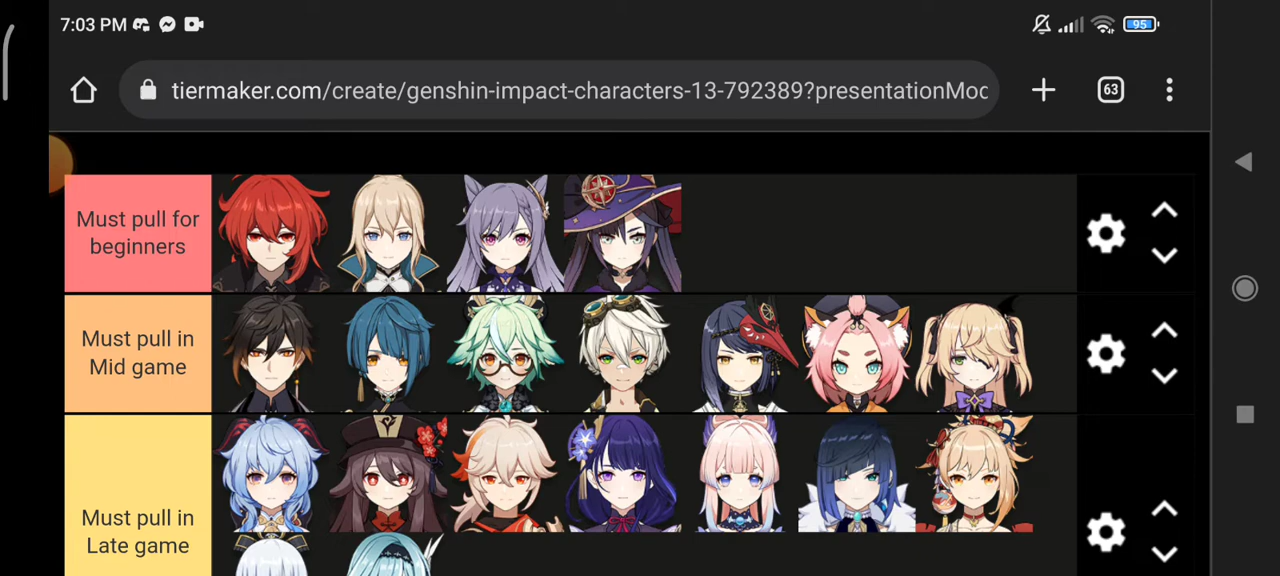 7:03 PM
95
tiermaker.com/create/genshin-impact-characters-13-792389?presentationMoc
63
Must pull for
beginners
Must pull in
Mid game
Must pull in
Late game